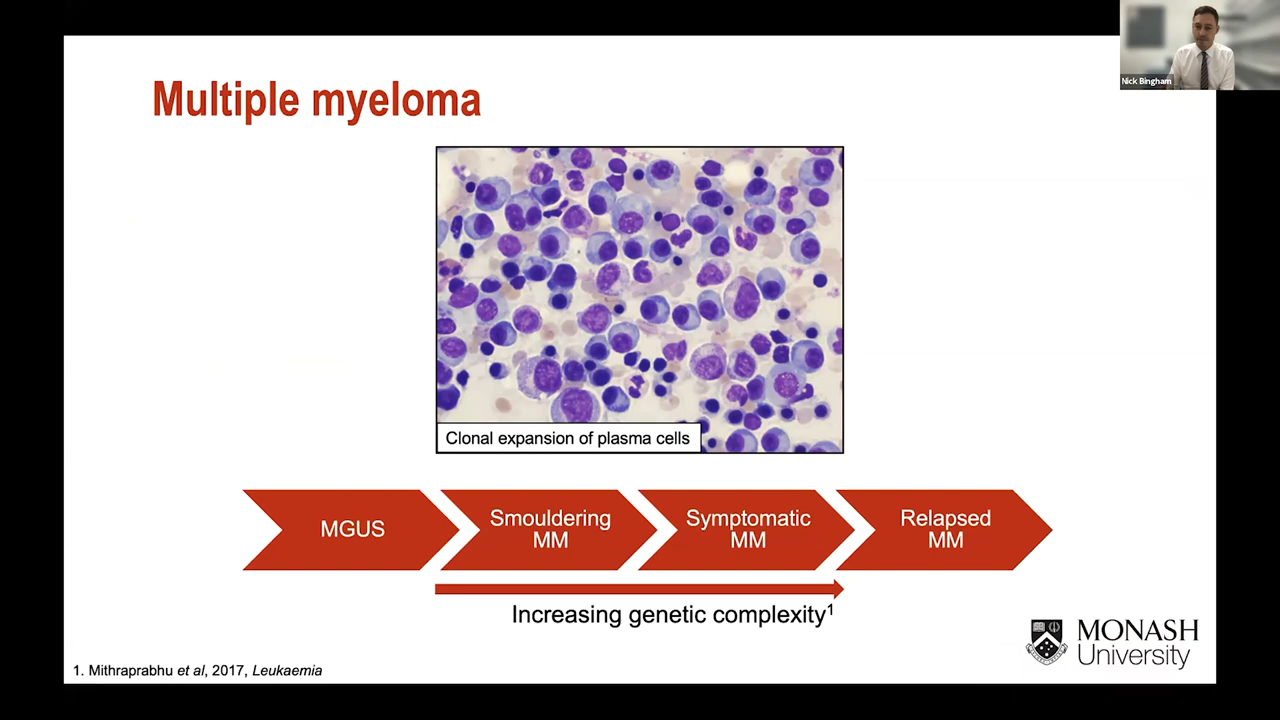 Nick Bingham
Multiple myeloma
Clonal expansion of plasma cells
MGUS
Smouldering
MM
Symptomatic
MM
Relapsed
MM
Increasing genetic complexity¹
MONASH
University
1. Mithraprabhu et al, 2017, Leukaemia